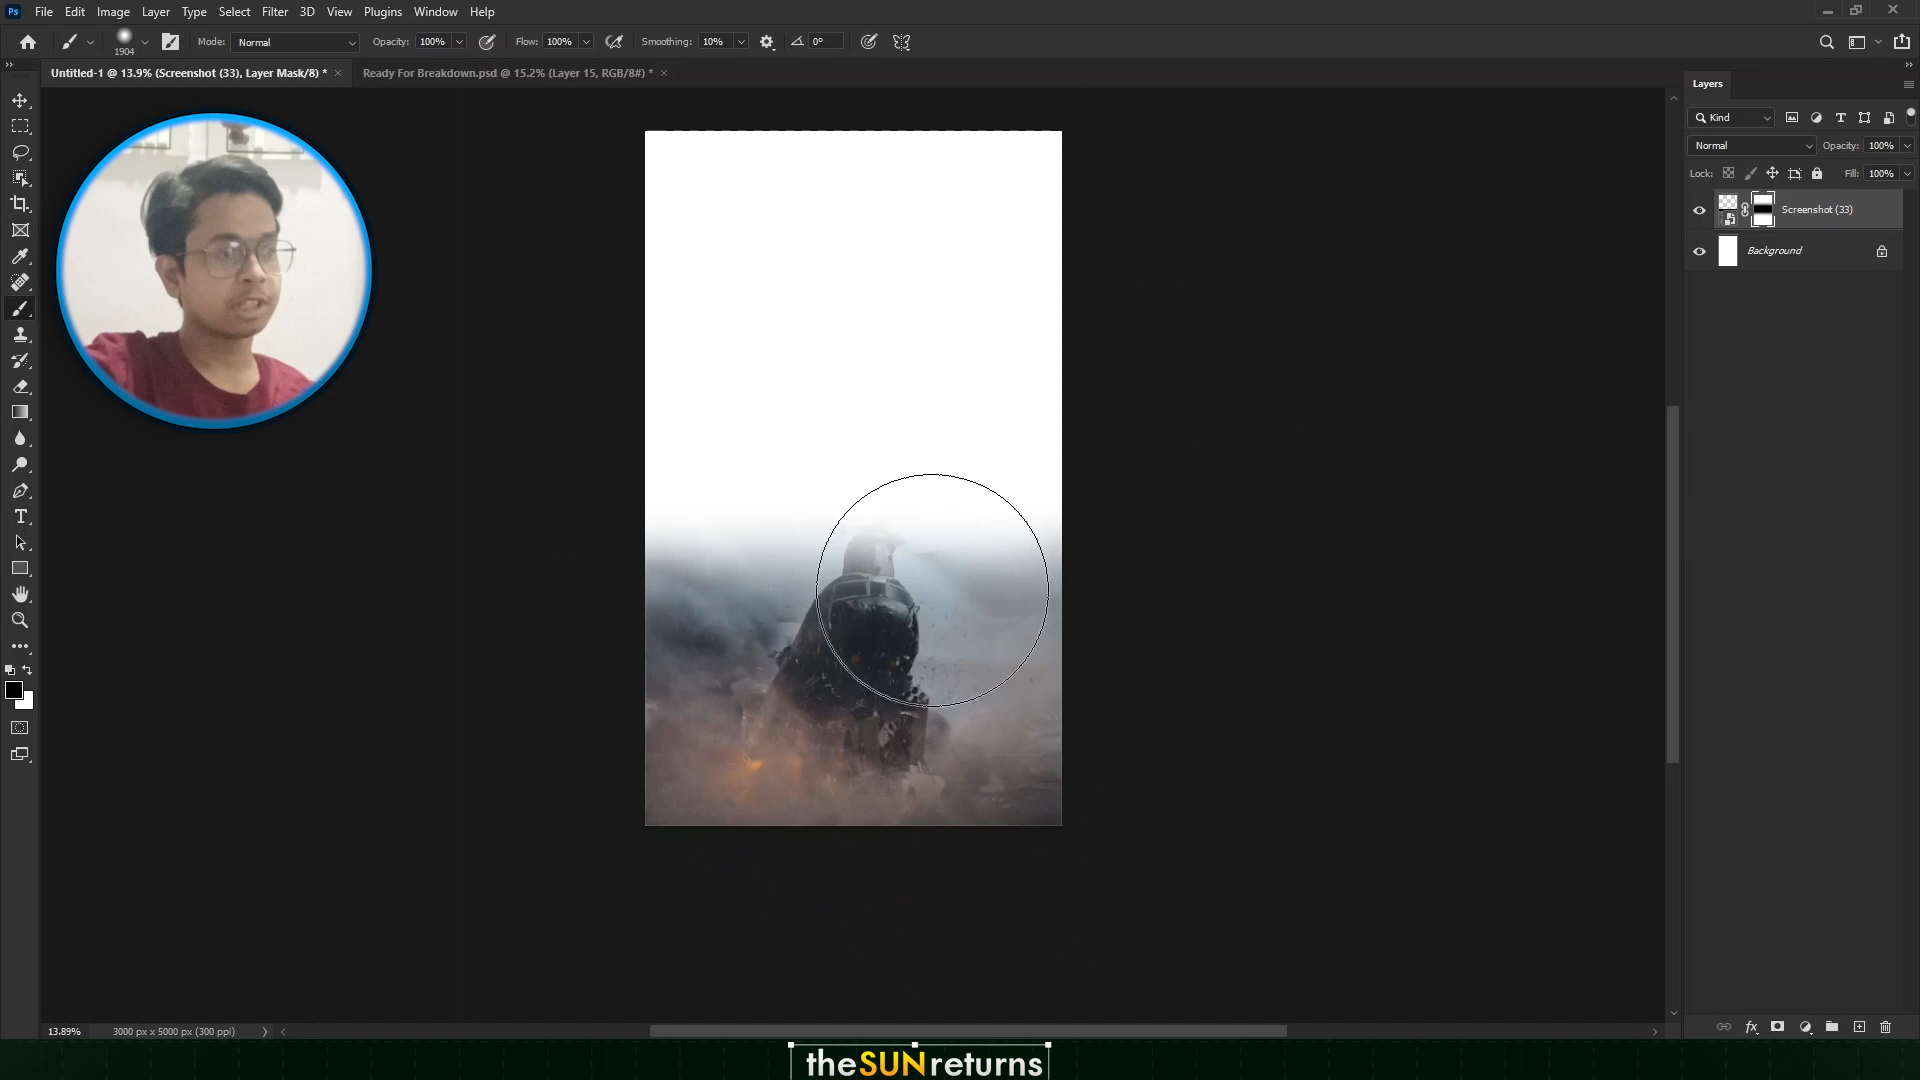 Ps File Edit Image Layer Type Select Filter 3D View Plugins Window Help
1904 Mode: Normal Opacity: 100% Flow: 100% Smoothing: 10% 0°
Untitled-1 @ 13.9% (Screenshot (33), Layer Mask/8) * × Ready For Breakdown.psd @ 15.2% (Layer 15, RGB/8#) * ×
Layers
Kind
Normal Opacity: 100%
Lock: Fill: 100%
Screenshot (33)
Background
13.89% 3000 px x 5000 px (300 ppi)
theSUNreturns